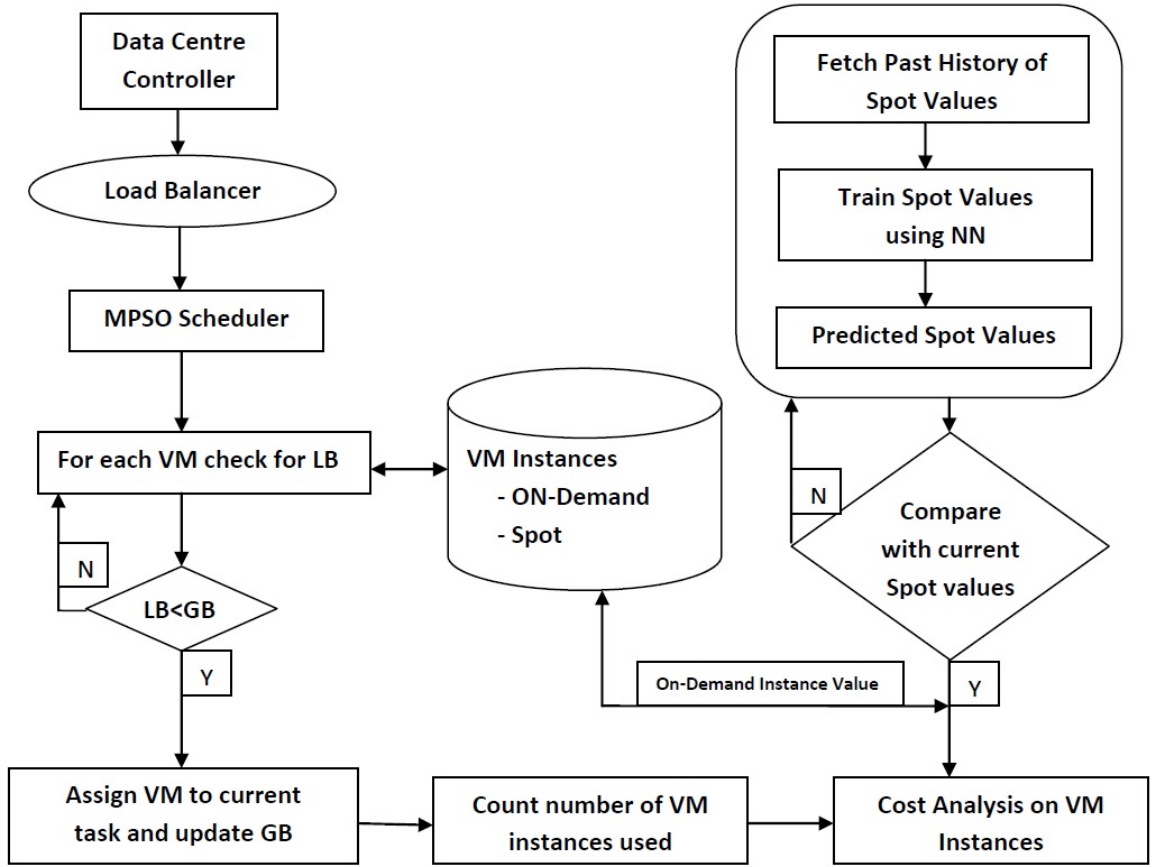 Data Centre
Controller
Load Balancer
MPSO Scheduler
For each VM check for LB
N
LB<GB
Y
Assign VM to current
task and update GB
Count number of VM
instances used
VM Instances
- ON-Demand
- Spot
Fetch Past History of
Spot Values
Train Spot Values
using NN
Predicted Spot Values
N
Compare
with current
Spot values
On-Demand Instance Value
Y
Cost Analysis on VM
Instances